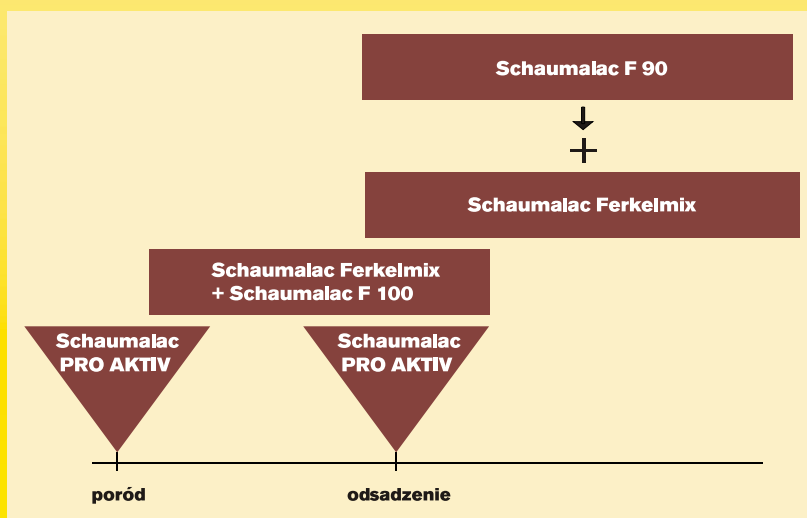 Schaumalac F 90
+
Schaumalac Ferkelmix
Schaumalac Ferkelmix
+ Schaumalac F 100
Schaumalac
PRO AKTIV
Schaumalac
PRO AKTIV
poród
odsadzenie